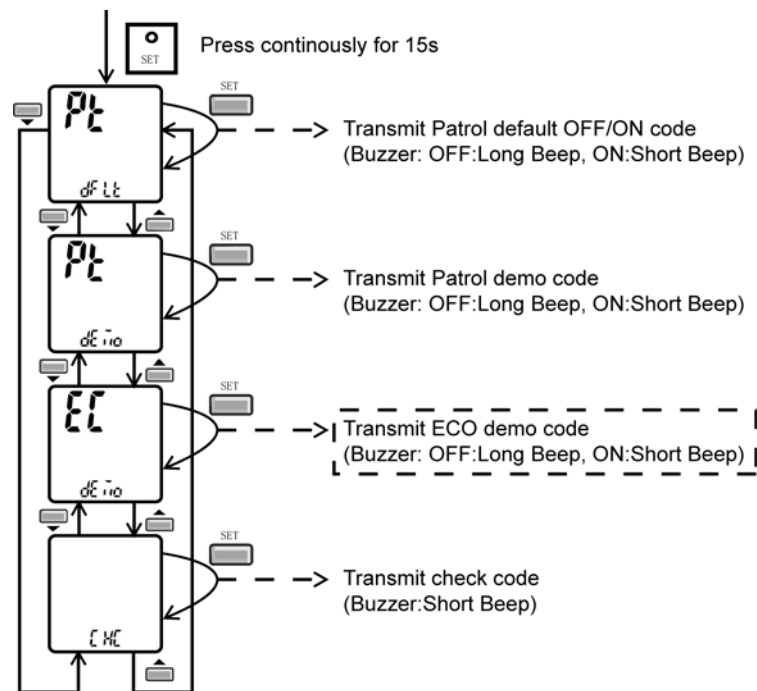 SET
Press continously for 15s
Pt
SET
dFLt
Transmit Patrol default OFF/ON code
(Buzzer: OFF:Long Beep, ON:Short Beep)
Pt
SET
dEmo
Transmit Patrol demo code
(Buzzer: OFF:Long Beep, ON:Short Beep)
EC
SET
dEmo
Transmit ECO demo code
(Buzzer: OFF:Long Beep, ON:Short Beep)
SET
CHC
Transmit check code
(Buzzer:Short Beep)